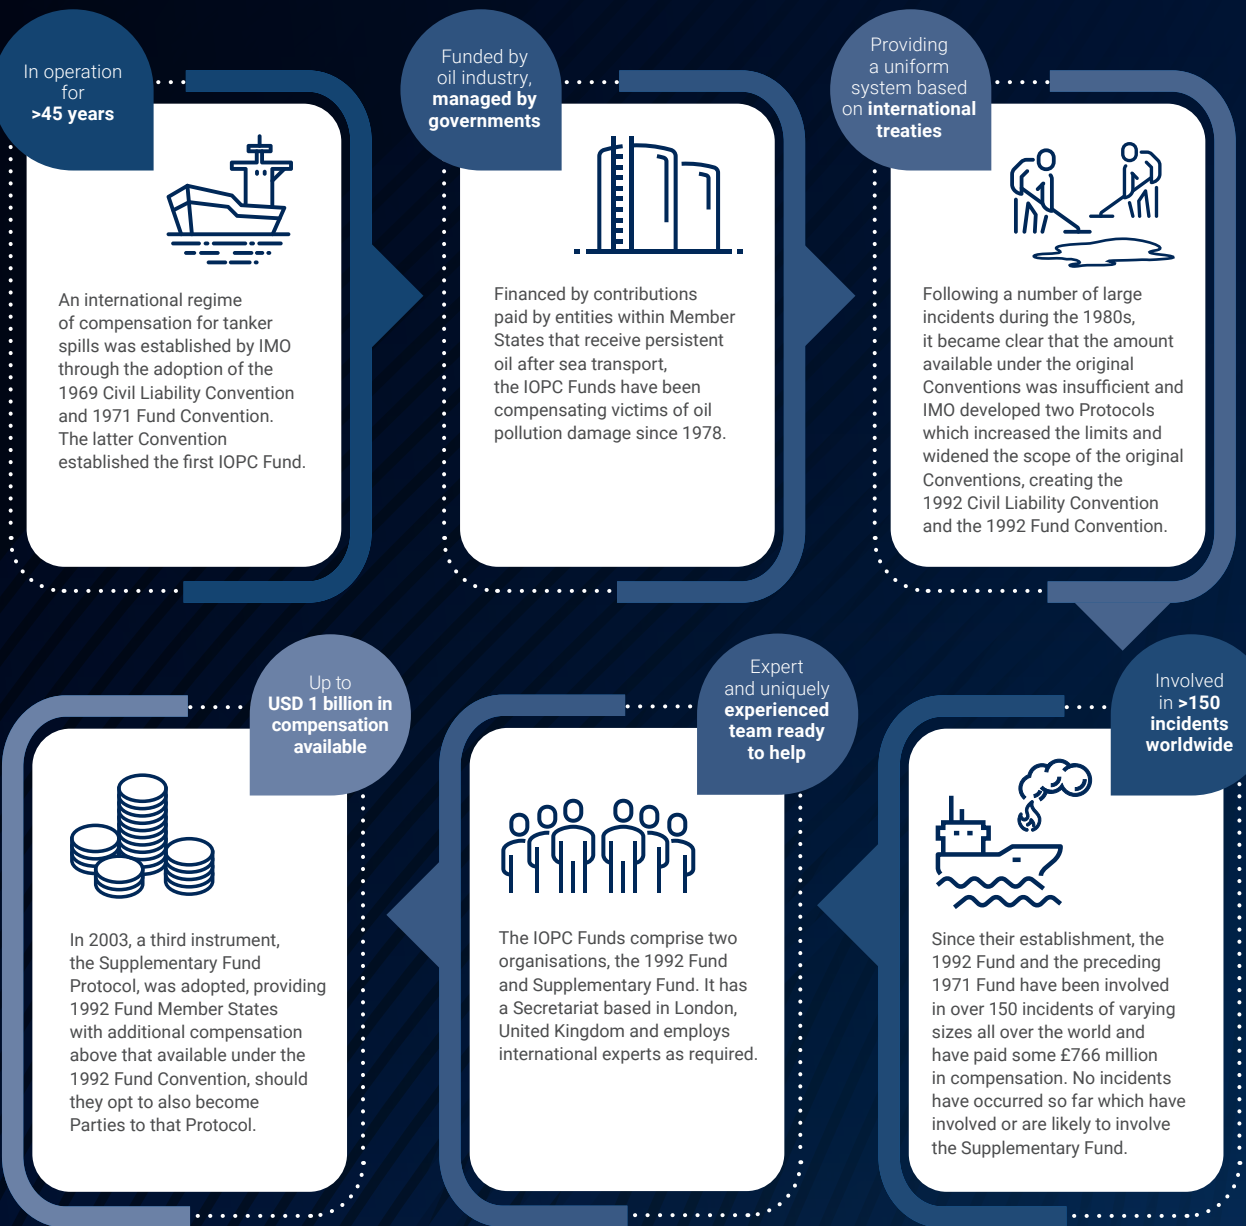 In operation
for
>45 years
An international regime
of compensation for tanker
spills was established by IMO
through the adoption of the
1969 Civil Liability Convention
and 1971 Fund Convention.
The latter Convention
established the first IOPC Fund.
Funded by
oil industry,
managed by
governments
Financed by contributions
paid by entities within Member
States that receive persistent
oil after sea transport,
the IOPC Funds have been
compensating victims of oil
pollution damage since 1978.
Providing
a uniform
system based
on international
treaties
Following a number of large
incidents during the 1980s,
it became clear that the amount
available under the original
Conventions was insufficient and
IMO developed two Protocols
which increased the limits and
widened the scope of the original
Conventions, creating the
1992 Civil Liability Convention
and the 1992 Fund Convention.
Involved
in >150
incidents
worldwide
Since their establishment, the
1992 Fund and the preceding
1971 Fund have been involved
in over 150 incidents of varying
sizes all over the world and
have paid some £766 million
in compensation. No incidents
have occurred so far which have
involved or are likely to involve
the Supplementary Fund.
Expert
and uniquely
experienced
team ready
to help
The IOPC Funds comprise two
organisations, the 1992 Fund
and Supplementary Fund. It has
a Secretariat based in London,
United Kingdom and employs
international experts as required.
Up to
USD 1 billion in
compensation
available
In 2003, a third instrument,
the Supplementary Fund
Protocol, was adopted, providing
1992 Fund Member States
with additional compensation
above that available under the
1992 Fund Convention, should
they opt to also become
Parties to that Protocol.